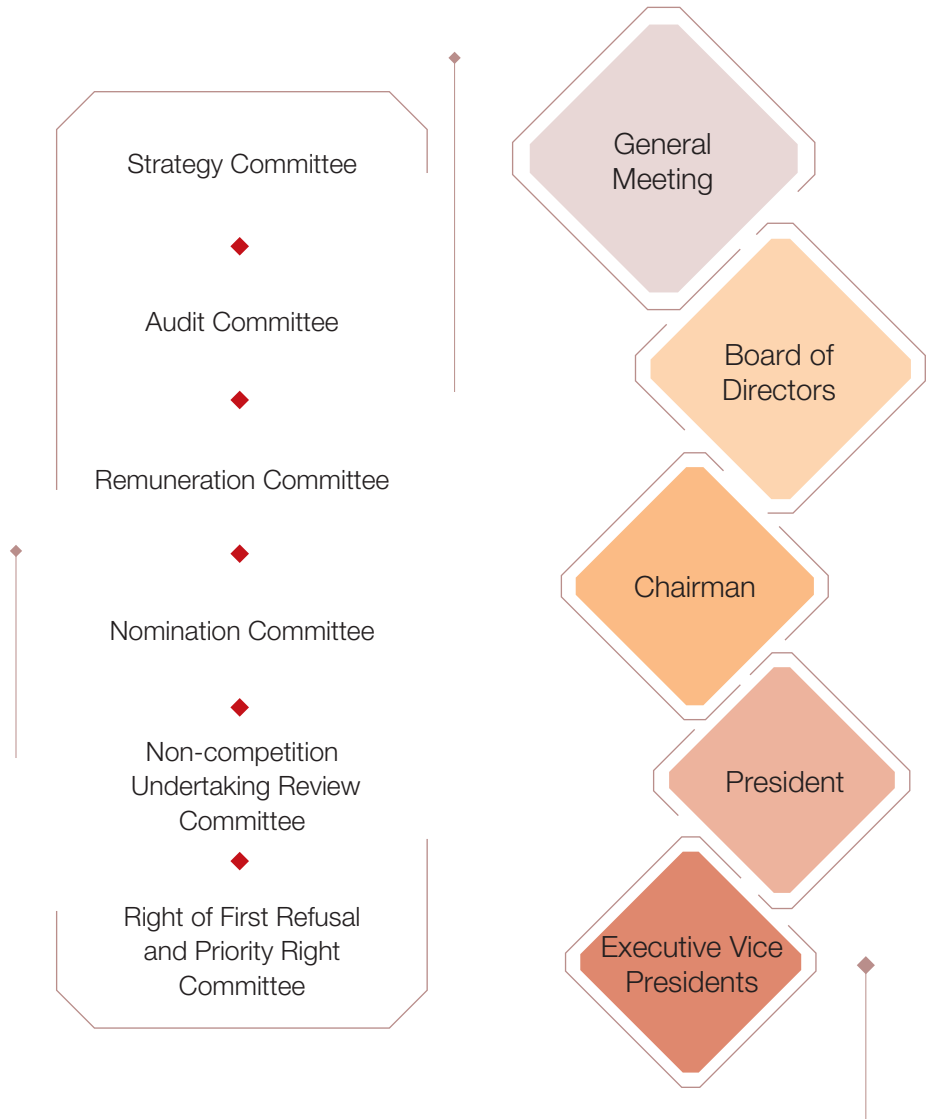 Strategy Committee
Audit Committee
Remuneration Committee
Nomination Committee
Non-competition
Undertaking Review
Committee
Right of First Refusal
and Priority Right
Committee
General
Meeting
Board of
Directors
Chairman
President
Executive Vice
Presidents